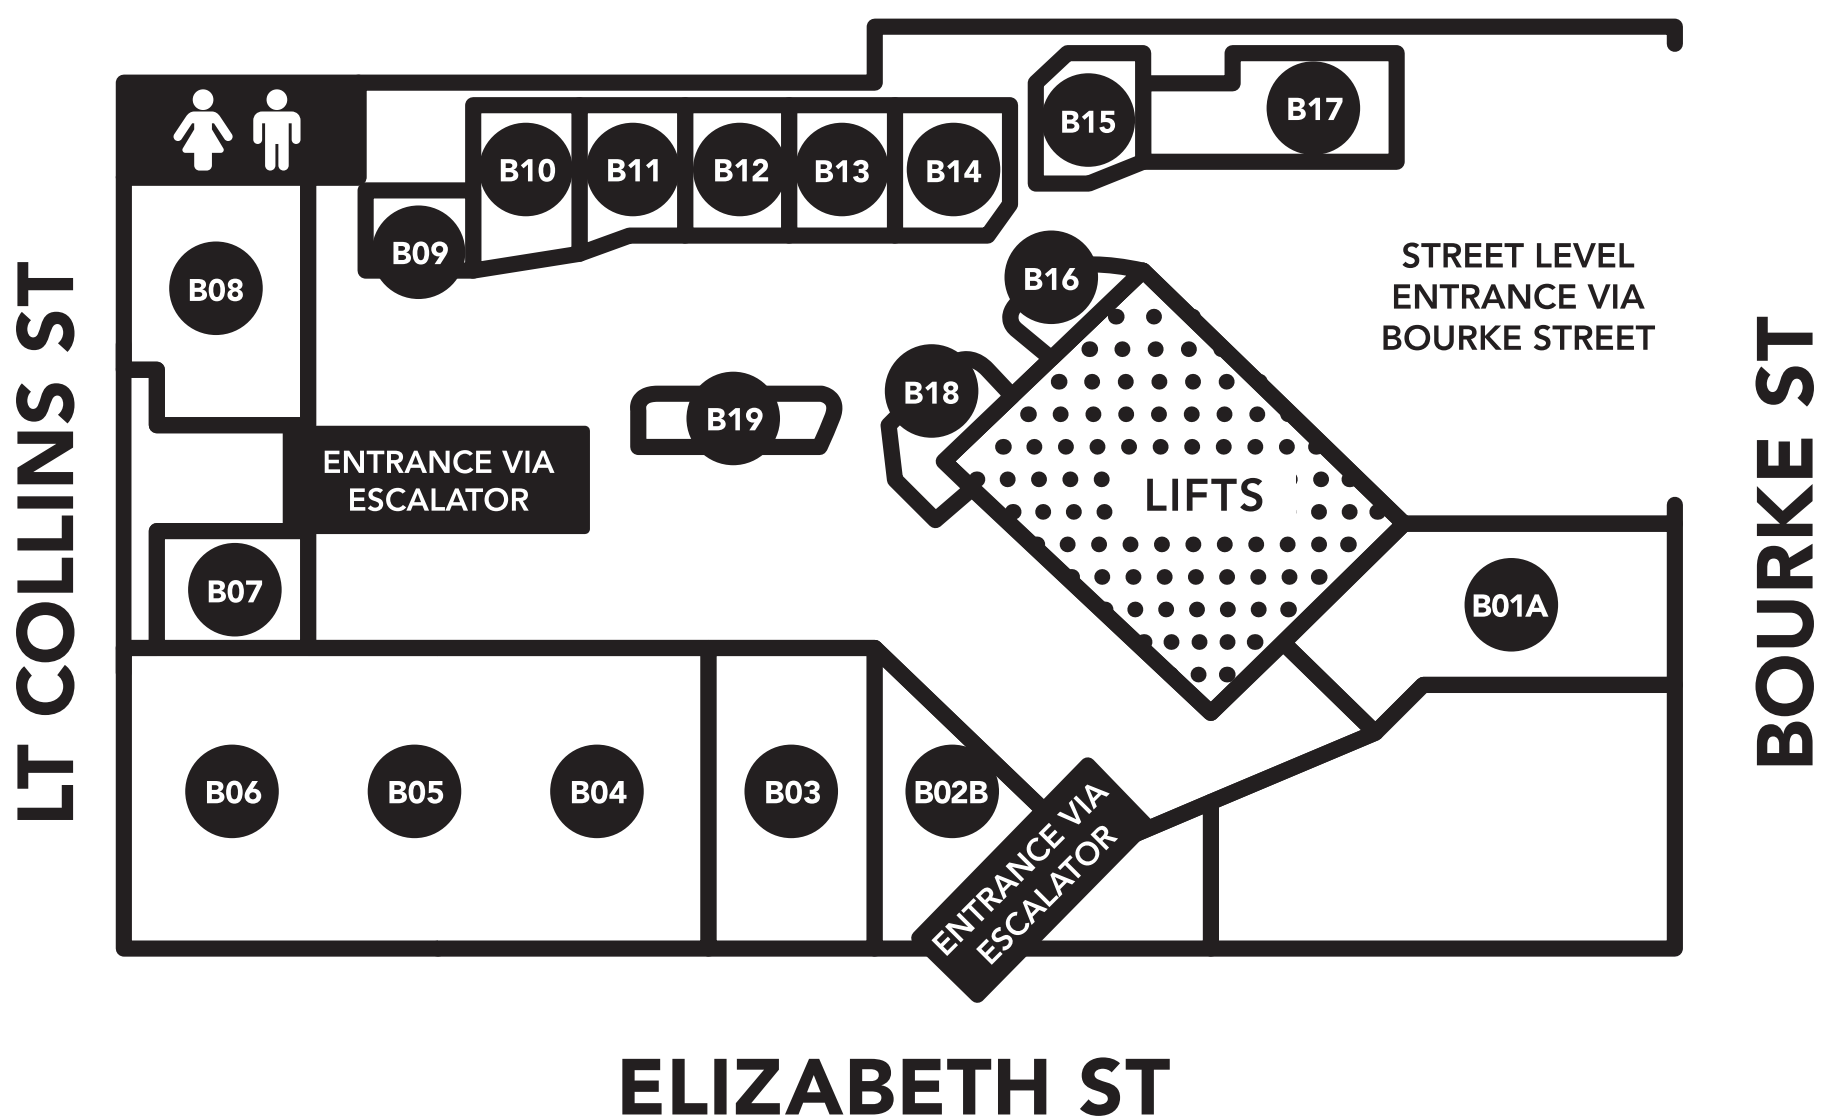 B15
B17
B10
B11
B12
B13
B14
B09
B08
B16
STREET LEVEL
ENTRANCE VIA
BOURKE STREET
B18
B19
ENTRANCE VIA
ESCALATOR
LIFTS
B07
B01A
B06
B05
B04
B03
B02B
ENTRANCE VIA
ESCALATOR
LT COLLINS ST
BOURKE ST
ELIZABETH ST